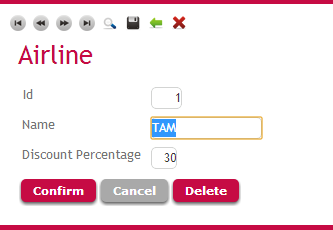 Airline
Id 1
Name TAM
Discount Percentage 30
Confirm Cancel Delete